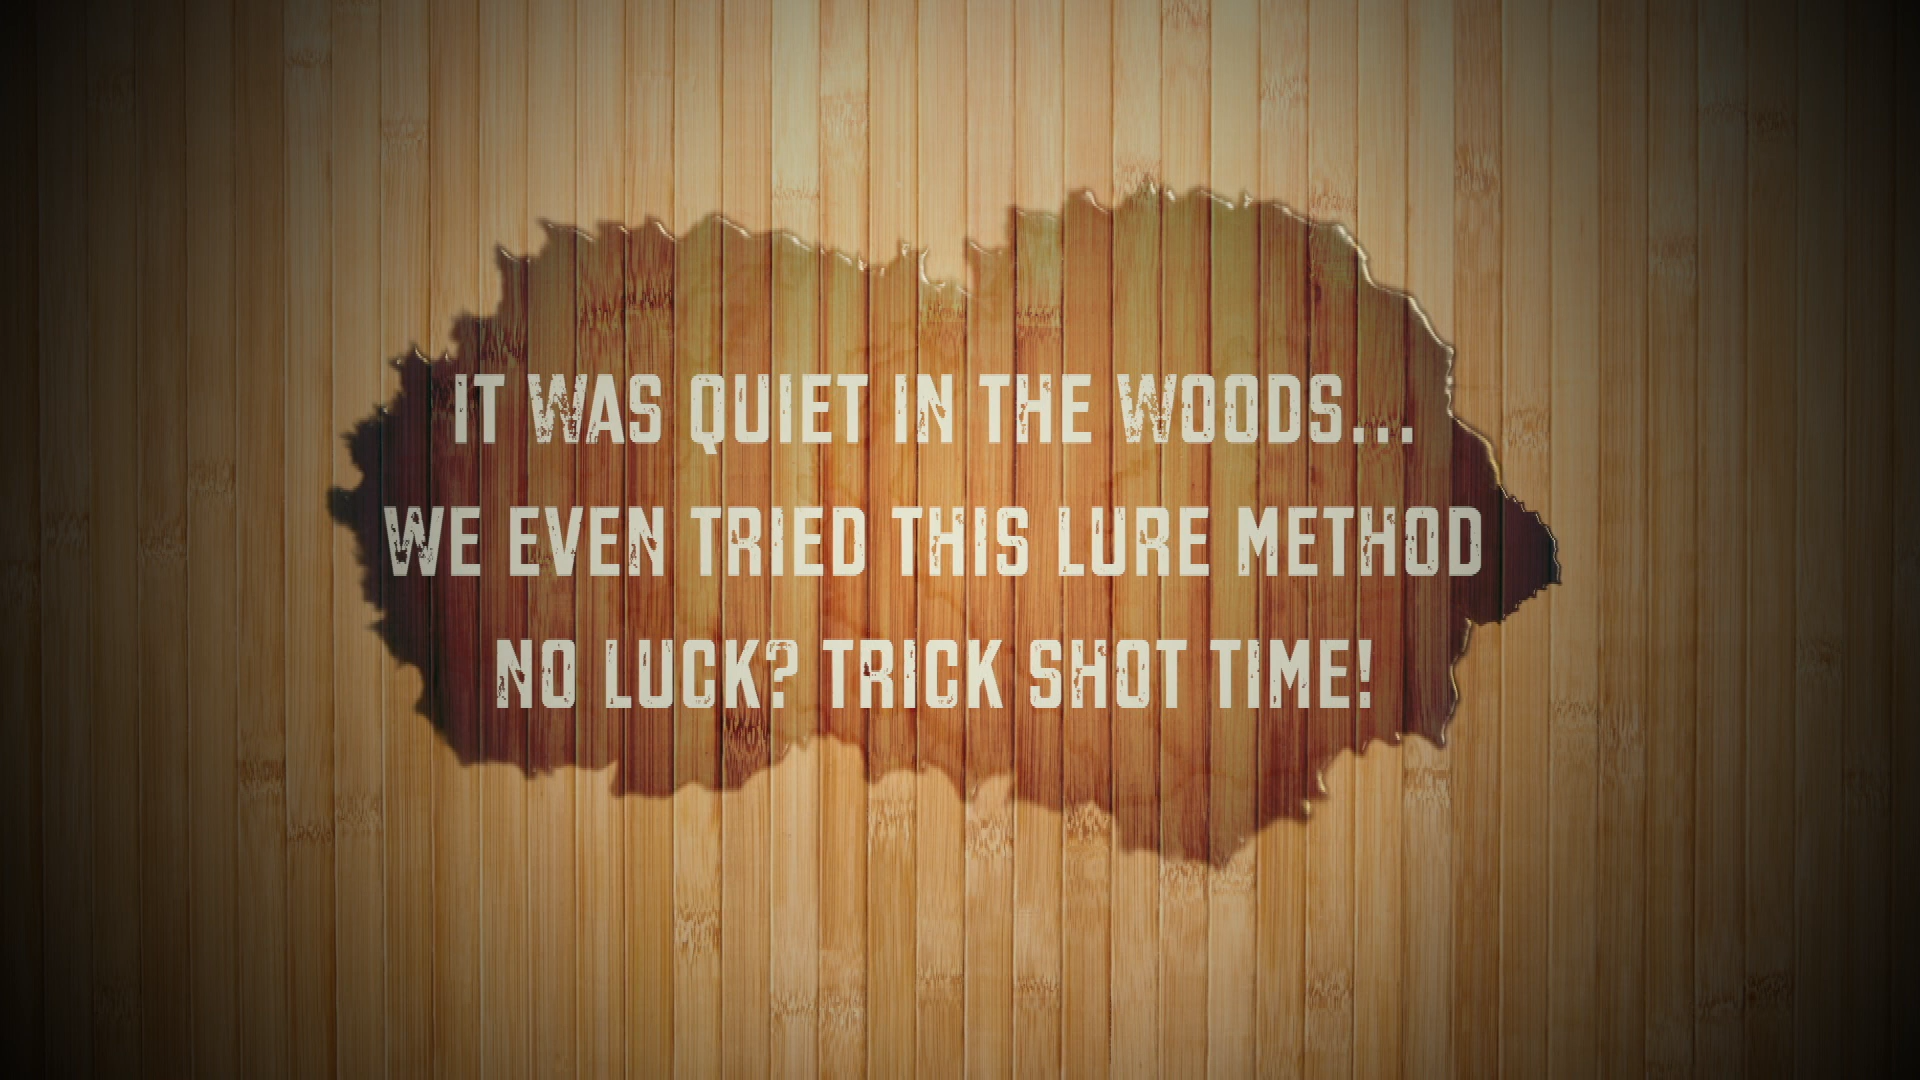 IT WAS QUIET IN THE WOODS...
WE EVEN TRIED THIS LURE METHOD
NO LUCK? TRICK SHOT TIME!